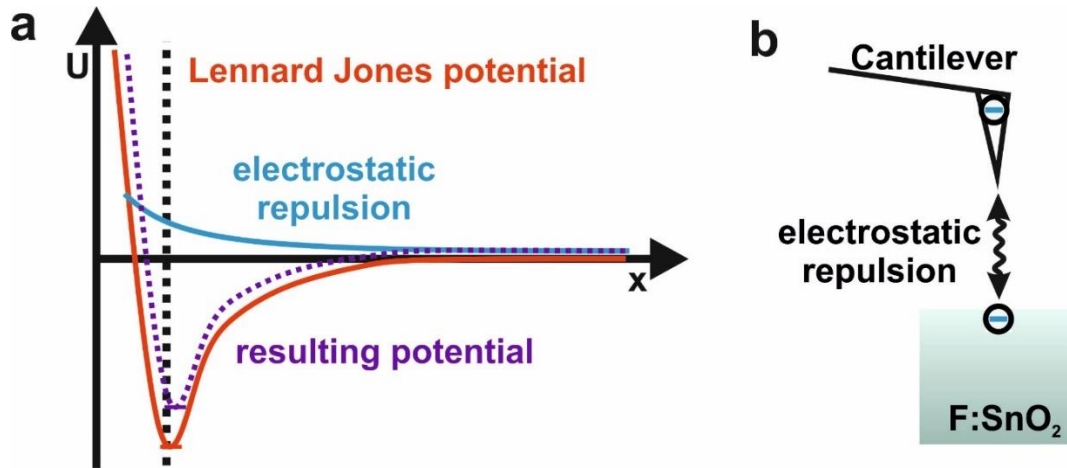 a
U
Lennard Jones potential
electrostatic
repulsion
x
resulting potential
b
Cantilever
electrostatic
repulsion
F:SnO₂